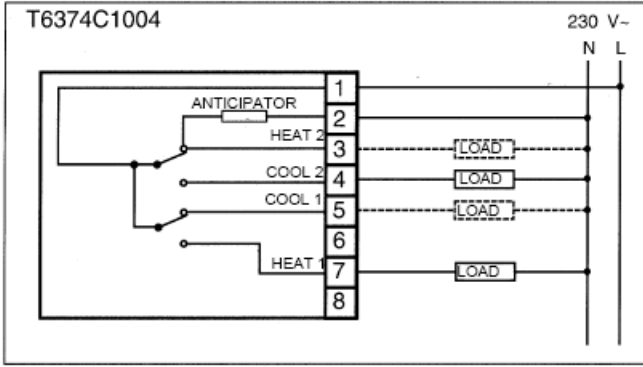 T6374C1004
230 V~
N L
1
ANTICIPATOR
2
HEAT 2
3
LOAD
COOL 2
4
LOAD
COOL 1
5
LOAD
6
HEAT 1
7
LOAD
8